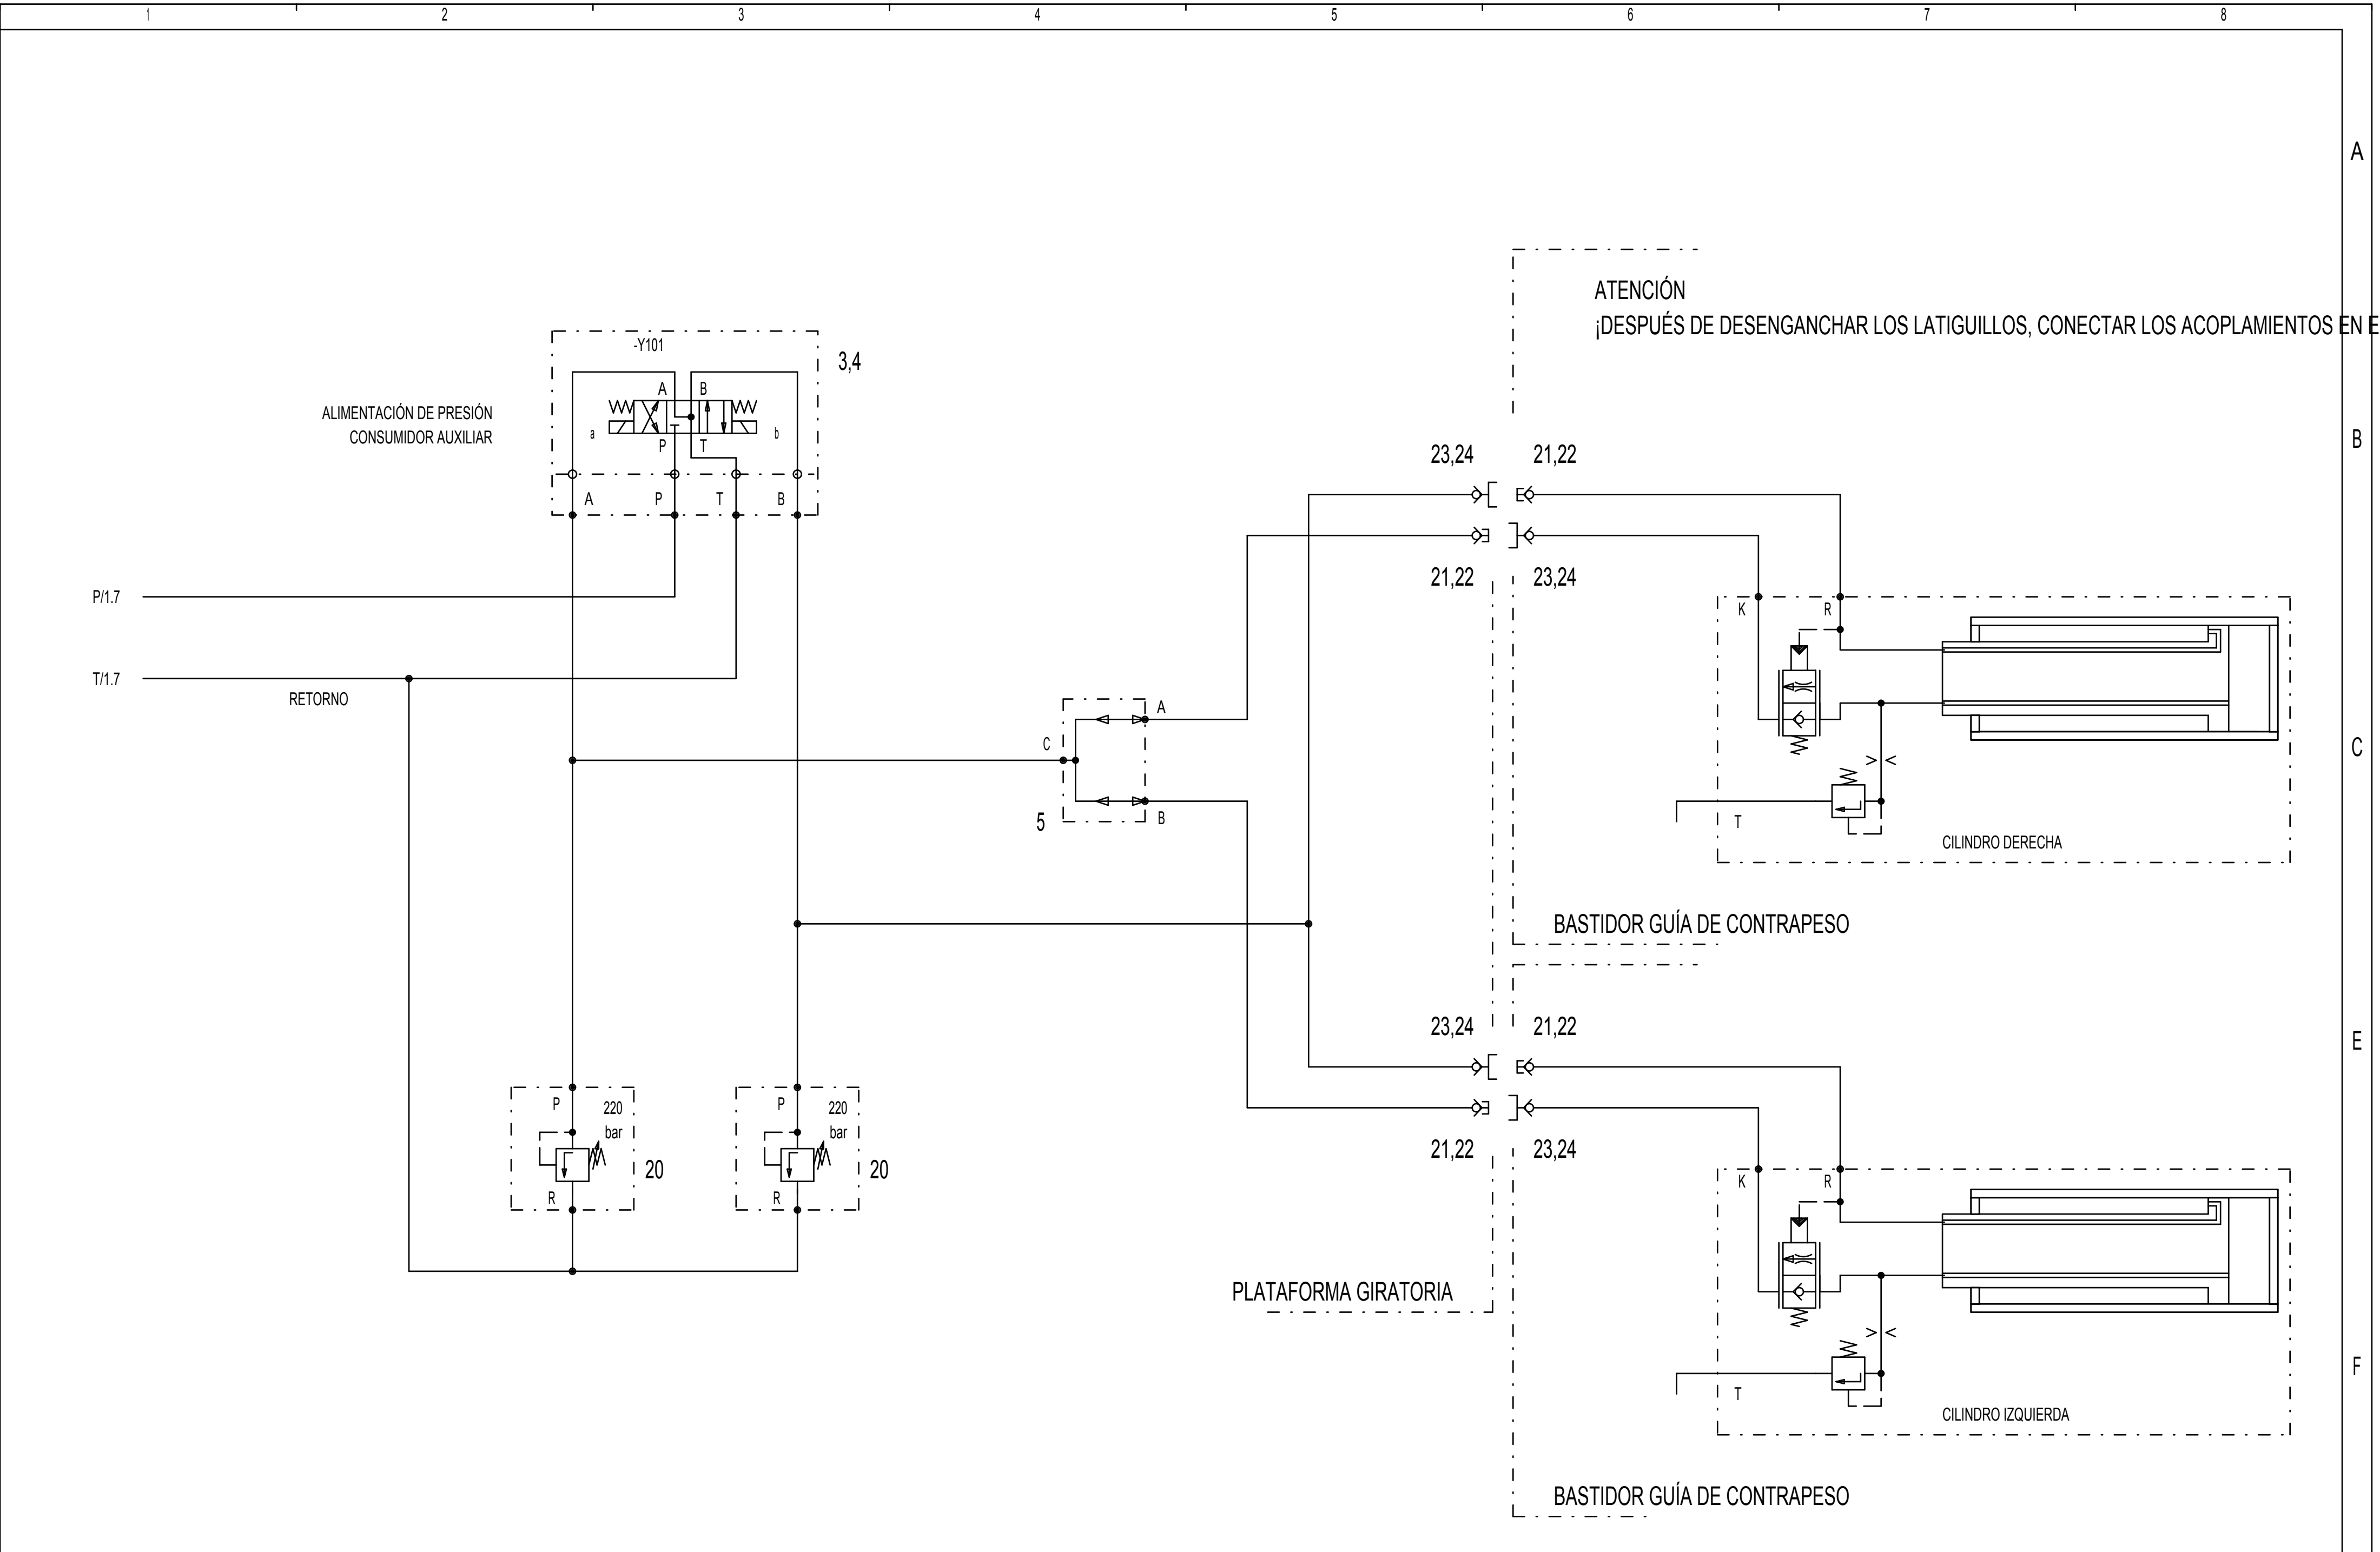 1 2 3 4 5 6 7 8
A
ATENCIÓN
¡DESPUÉS DE DESENGANCHAR LOS LATIGUILLOS, CONECTAR LOS ACOPLAMIENTOS EN E
-Y101
3,4
A B
ALIMENTACIÓN DE PRESIÓN
CONSUMIDOR AUXILIAR
a b
P T
B
23,24 21,22
A P T B
21,22 23,24
P/1.7
K R
T/1.7
RETORNO
A
C
C
5
B
T
CILINDRO DERECHA
BASTIDOR GUÍA DE CONTRAPESO
23,24 21,22
E
P 220
bar
20
R
P 220
bar
20
R
21,22 23,24
K R
PLATAFORMA GIRATORIA
F
T
CILINDRO IZQUIERDA
BASTIDOR GUÍA DE CONTRAPESO